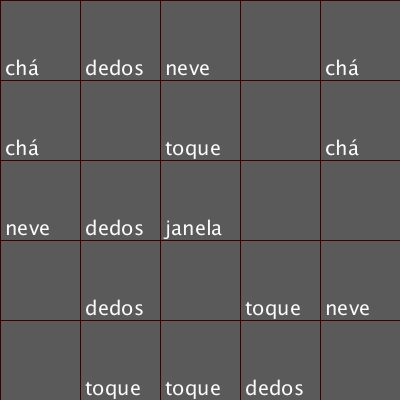 chá dedos neve chá
chá toque chá
neve dedos janela
dedos toque neve
toque toque dedos